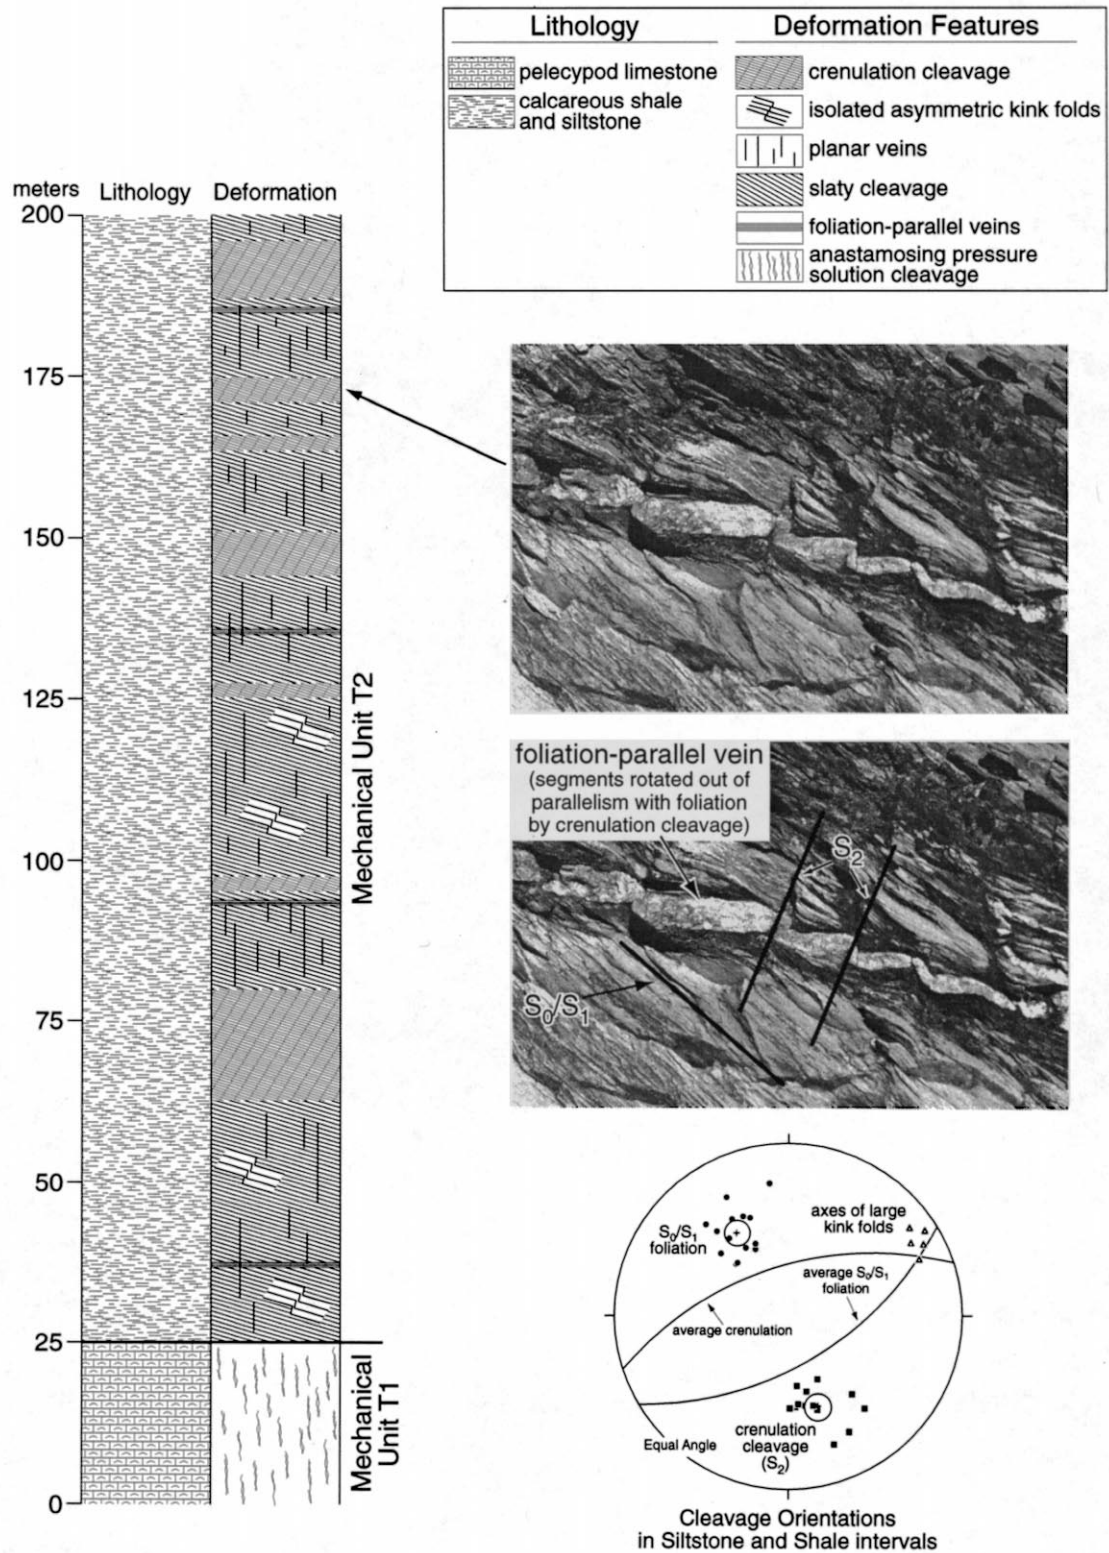 Lithology
Deformation Features
pelecypod limestone
calcareous shale
and siltstone
crenulation cleavage
isolated asymmetric kink folds
planar veins
slaty cleavage
foliation-parallel veins
anastamosing pressure
solution cleavage
meters
Lithology
Deformation
200
175
150
125
100
75
50
25
0
Mechanical Unit T2
Mechanical
Unit T1
foliation-parallel vein
(segments rotated out of
parallelism with foliation
by crenulation cleavage)
S2
S0/S1
S0/S1
foliation
axes of large
kink folds
average S0/S1
foliation
average crenulation
crenulation
cleavage
(S2)
Equal Angle
Cleavage Orientations
in Siltstone and Shale intervals